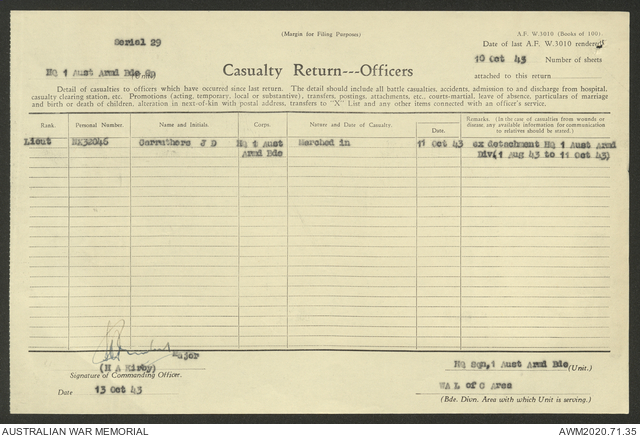 (Margin for Filing Purposes)
A.F. W.3010 (Books of 100)
Serial 29
Date of last A.F. W.3010 rendered
10 Oct 43 Number of sheets
HQ 1 Aust Armd Bde Gp
attached to this return
(Unit)
Casualty Return---Officers
Detail of casualties to officers which have occurred since last return. The detail should include all battle casualties, accidents, admission to and discharge from hospital,
casualty clearing station, etc. Promotions (acting, temporary, local or substantive), transfers, postings, attachments, etc., courts-martial, leave of absence, particulars of marriage
and birth or death of children, alteration in next-of-kin with postal address, transfers to "X" List and any other items connected with an officer's service.
Rank. Personal Number. Name and Initials. Corps. Nature and Date of Casualty. Date. Remarks. (In the case of casualties from wounds or
disease, any available information for communication
to relatives should be stated.)
Lieut Carruthers J D HQ 1 Aust Marched in 11 Oct 43 ex detachment HQ 1 Aust Armd
Armd Bde Div(1 Aug 43 to 11 Oct 43)
Major
(H A Kirby)
Signature of Commanding Officer.
HQ Sqn,1 Aust Armd Bde (Unit.)
Date 13 Oct 43
WA L of C Area
(Bde. Divn. Area with which Unit is serving.)
AUSTRALIAN WAR MEMORIAL
AWM2020.71.35